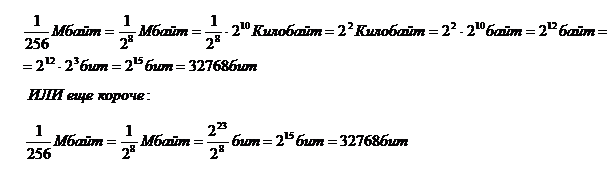 1/256 Мбайт = 1/2⁸ Мбайт = 1/2⁸ · 2¹⁰ Килобайт = 2² Килобайт = 2² · 2¹⁰ байт = 2¹² байт =
= 2¹² · 2³ бит = 2¹⁵ бит = 32768бит
ИЛИ еще короче:
1/256 Мбайт = 1/2⁸ Мбайт = 2²³/2⁸ бит = 2¹⁵ бит = 32768бит